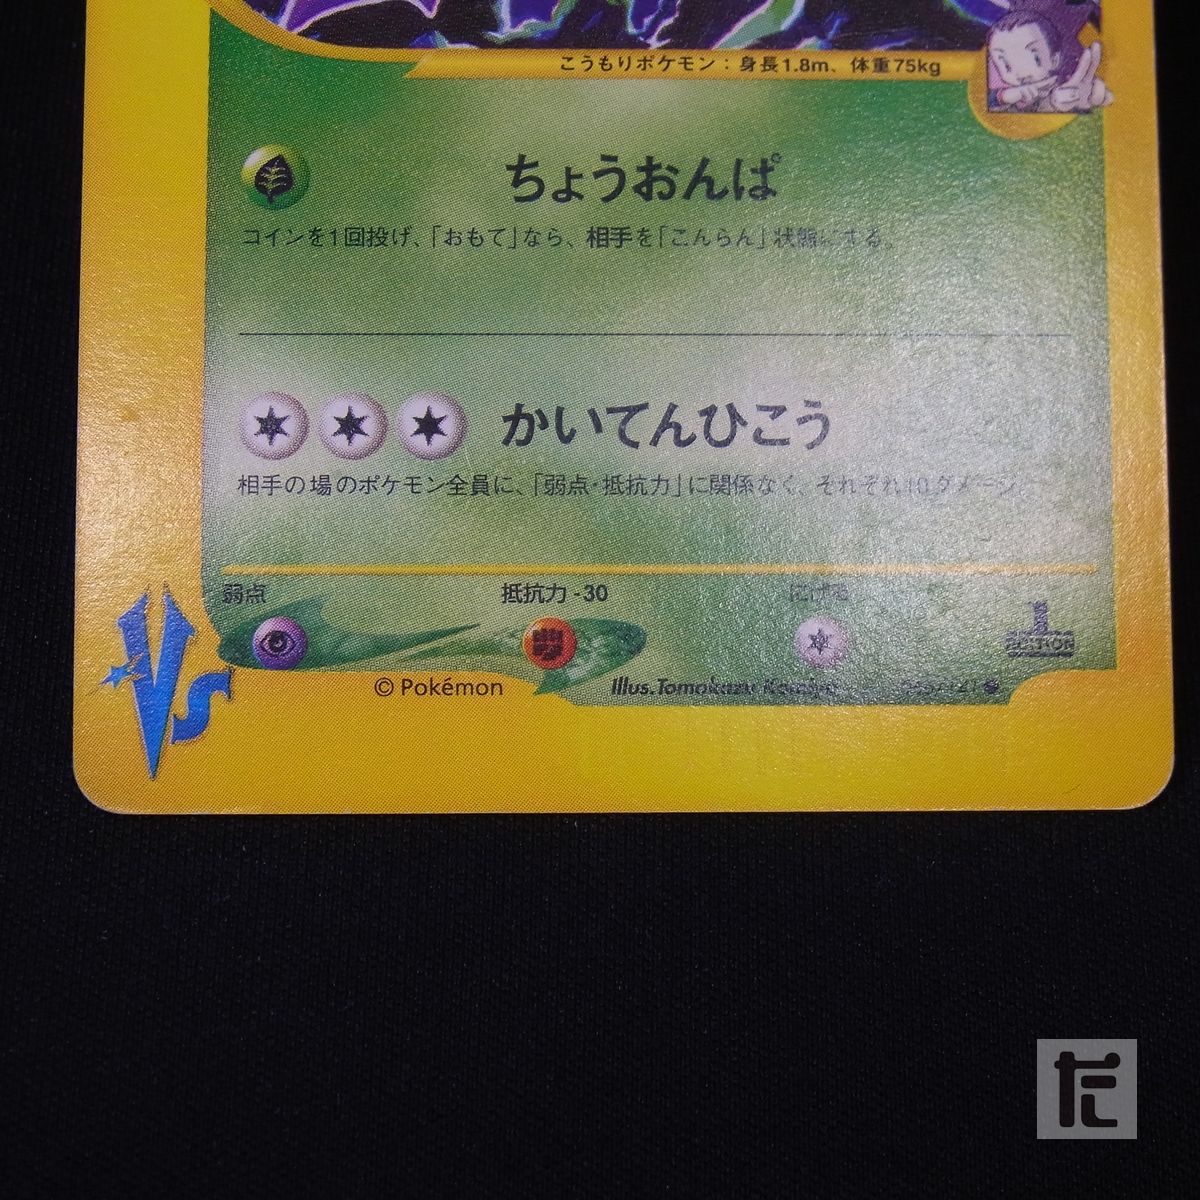 こうもりポケモン：身長1.8m、体重75kg
ちょうおんぱ
コインを1回投げ、「おもて」なら、相手を「こんらん」状態にする。
かいてんひこう
相手の場のポケモン全員に、「弱点・抵抗力」に関係なく、それぞれ10ダメージ。
弱点 抵抗力 -30 にげる
1 EDITION
VS
© Pokémon Illus.Tomokazu Komiya /141